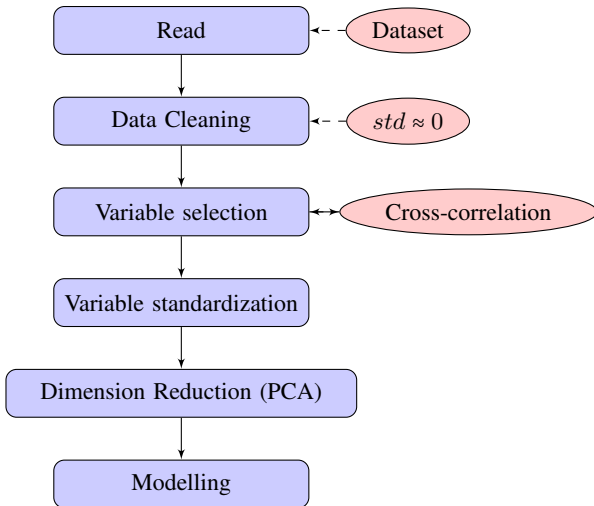 Read
Dataset
Data Cleaning
std ≈ 0
Variable selection
Cross-correlation
Variable standardization
Dimension Reduction (PCA)
Modelling